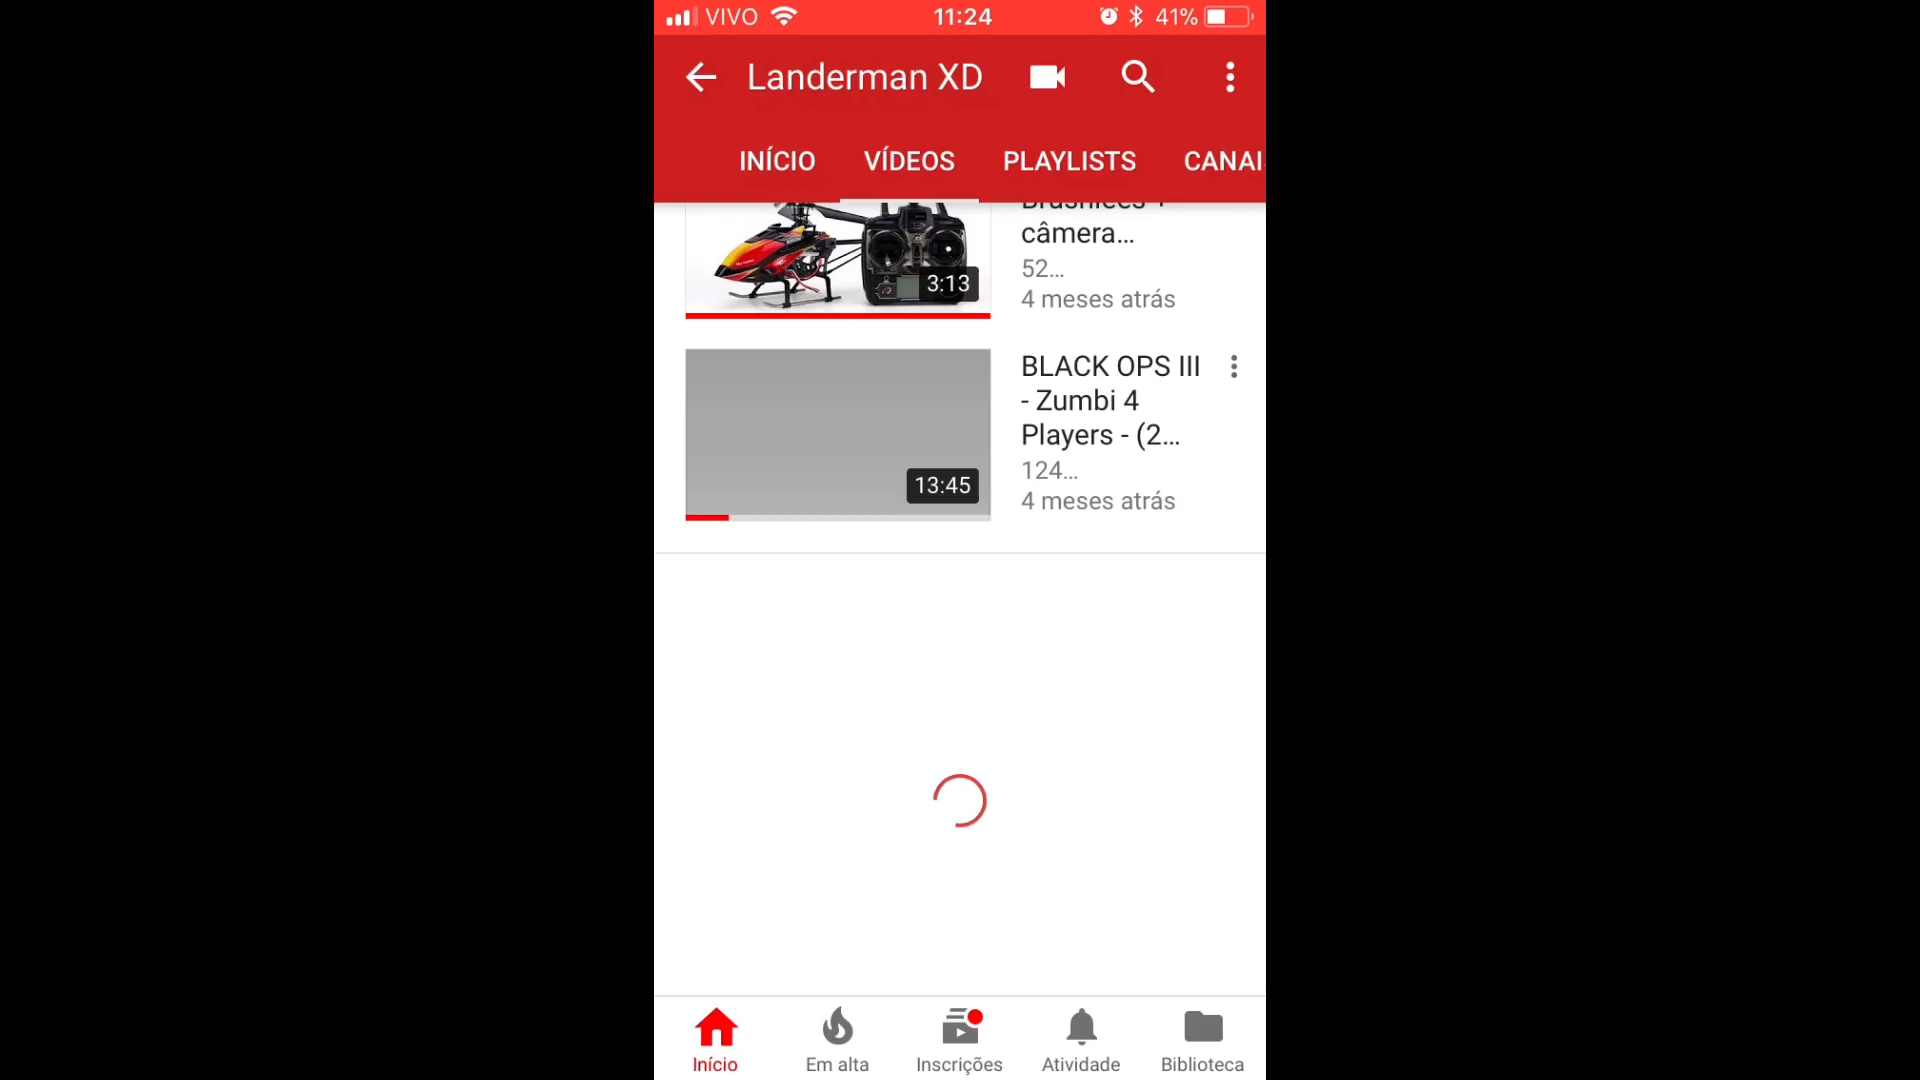 VIVO 11:24 41%
Landerman XD
INÍCIO VÍDEOS PLAYLISTS CANAI
câmera...
52...
4 meses atrás
3:13
BLACK OPS III
- Zumbi 4
Players - (2...
124...
4 meses atrás
13:45
Início Em alta Inscrições Atividade Biblioteca